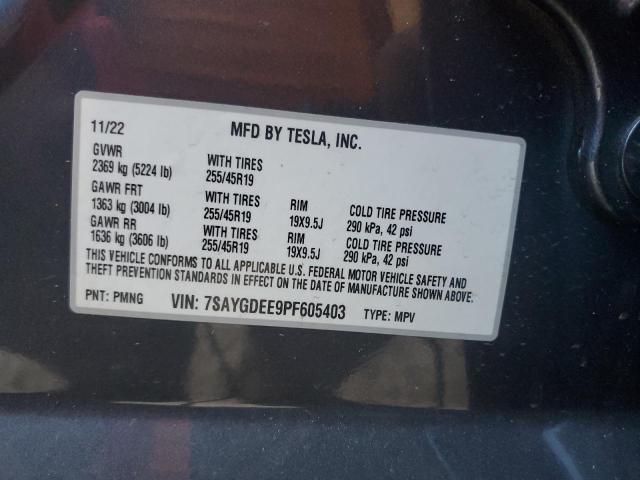 11/22 MFD BY TESLA, INC.
GVWR
2369 kg (5224 lb) WITH TIRES 255/45R19
GAWR FRT
1363 kg (3004 lb) WITH TIRES 255/45R19 RIM 19X9.5J COLD TIRE PRESSURE 290 kPa, 42 psi
GAWR RR
1636 kg (3606 lb) WITH TIRES 255/45R19 RIM 19X9.5J COLD TIRE PRESSURE 290 kPa, 42 psi
THIS VEHICLE CONFORMS TO ALL APPLICABLE U.S. FEDERAL MOTOR VEHICLE SAFETY AND
THEFT PREVENTION STANDARDS IN EFFECT ON THE DATE OF MANUFACTURE SHOWN ABOVE.
PNT: PMNG VIN: 7SAYGDEE9PF605403 TYPE: MPV